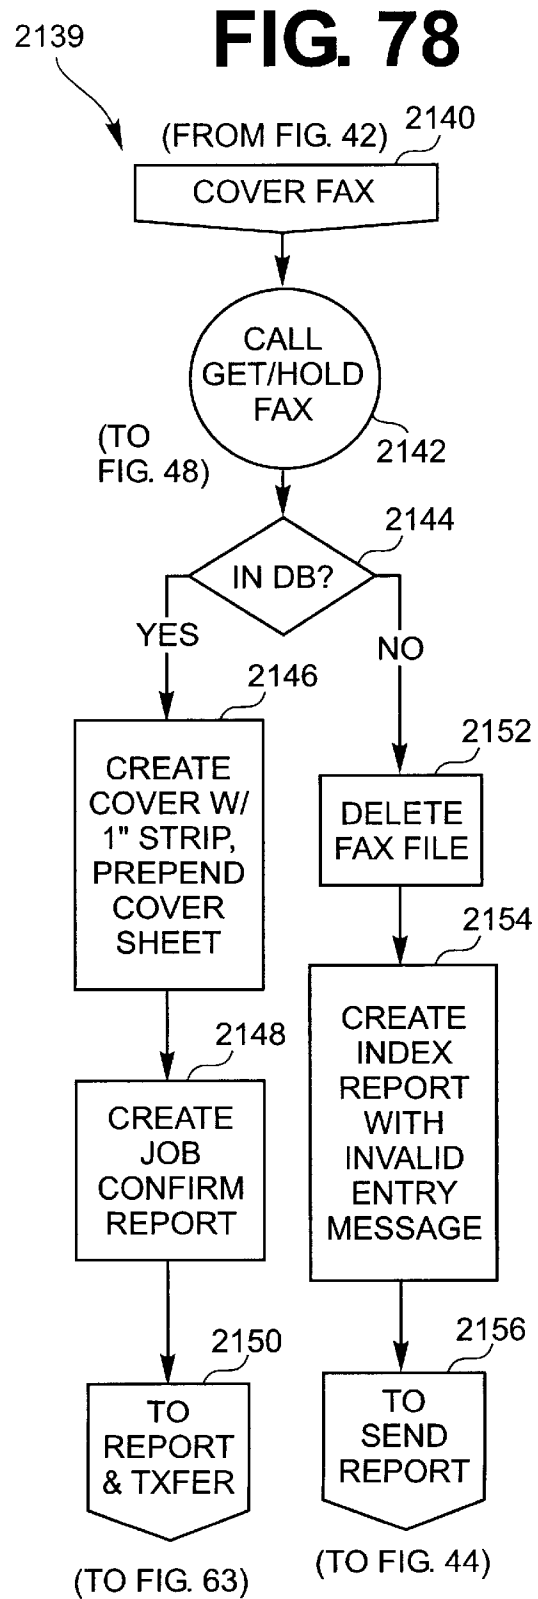 FIG. 78
2139
(FROM FIG. 42)
2140
COVER FAX
CALL
GET/HOLD
FAX
(TO
FIG. 48)
2142
2144
IN DB?
YES
NO
2146
CREATE
COVER W/
1" STRIP,
PREPEND
COVER
SHEET
2152
DELETE
FAX FILE
2154
CREATE
INDEX
REPORT
WITH
INVALID
ENTRY
MESSAGE
2148
CREATE
JOB
CONFIRM
REPORT
2150
TO
REPORT
& TXFER
(TO FIG. 63)
2156
TO
SEND
REPORT
(TO FIG. 44)